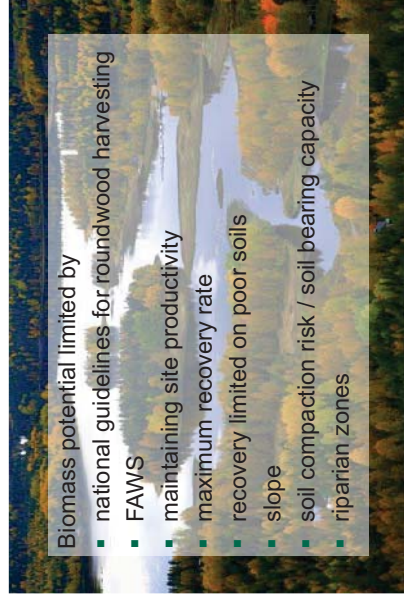 Biomass potential limited by
▪ national guidelines for roundwood harvesting
▪ FAWS
▪ maintaining site productivity
▪ maximum recovery rate
▪ recovery limited on poor soils
▪ slope
▪ soil compaction risk / soil bearing capacity
▪ riparian zones